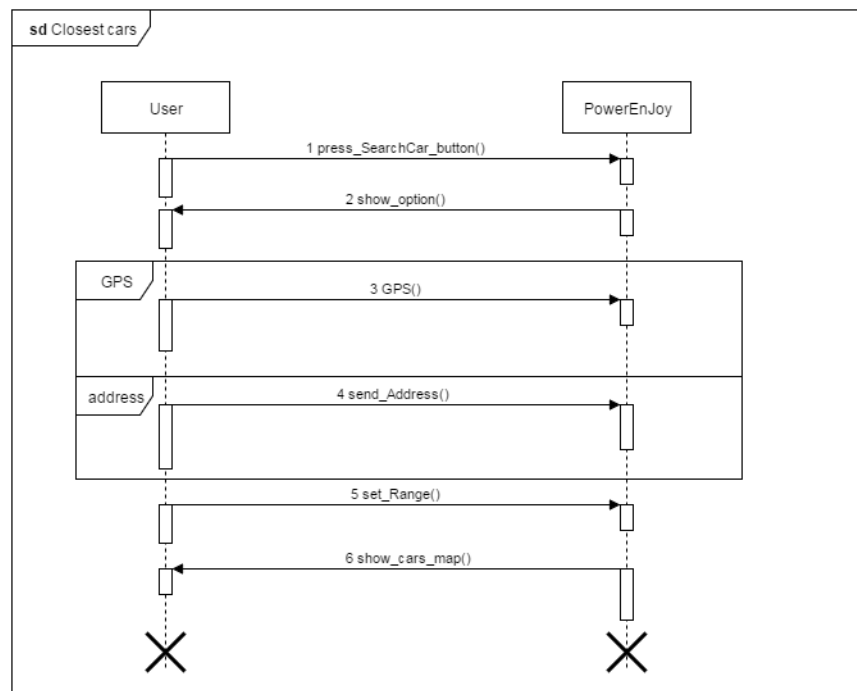 sd Closest cars
User
PowerEnJoy
1 press_SearchCar_button()
2 show_option()
GPS
3 GPS()
address
4 send_Address()
5 set_Range()
6 show_cars_map()